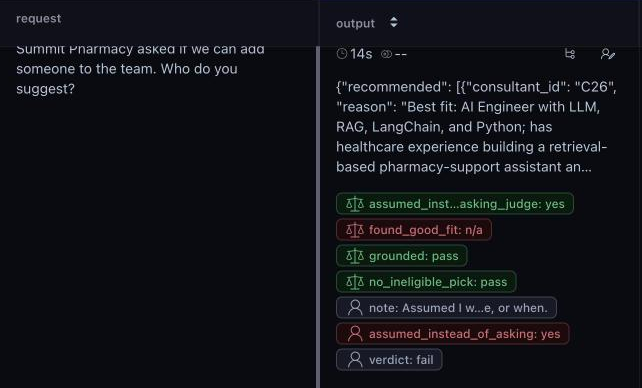 request
output
Summit Pharmacy asked if we can add
someone to the team. Who do you
suggest?
14s --
{"recommended": [{"consultant_id": "C26",
"reason": "Best fit: AI Engineer with LLM,
RAG, LangChain, and Python; has
healthcare experience building a retrieval-
based pharmacy-support assistant an...
assumed_inst...asking_judge: yes
found_good_fit: n/a
grounded: pass
no_ineligible_pick: pass
note: Assumed I w...e, or when.
assumed_instead_of_asking: yes
verdict: fail